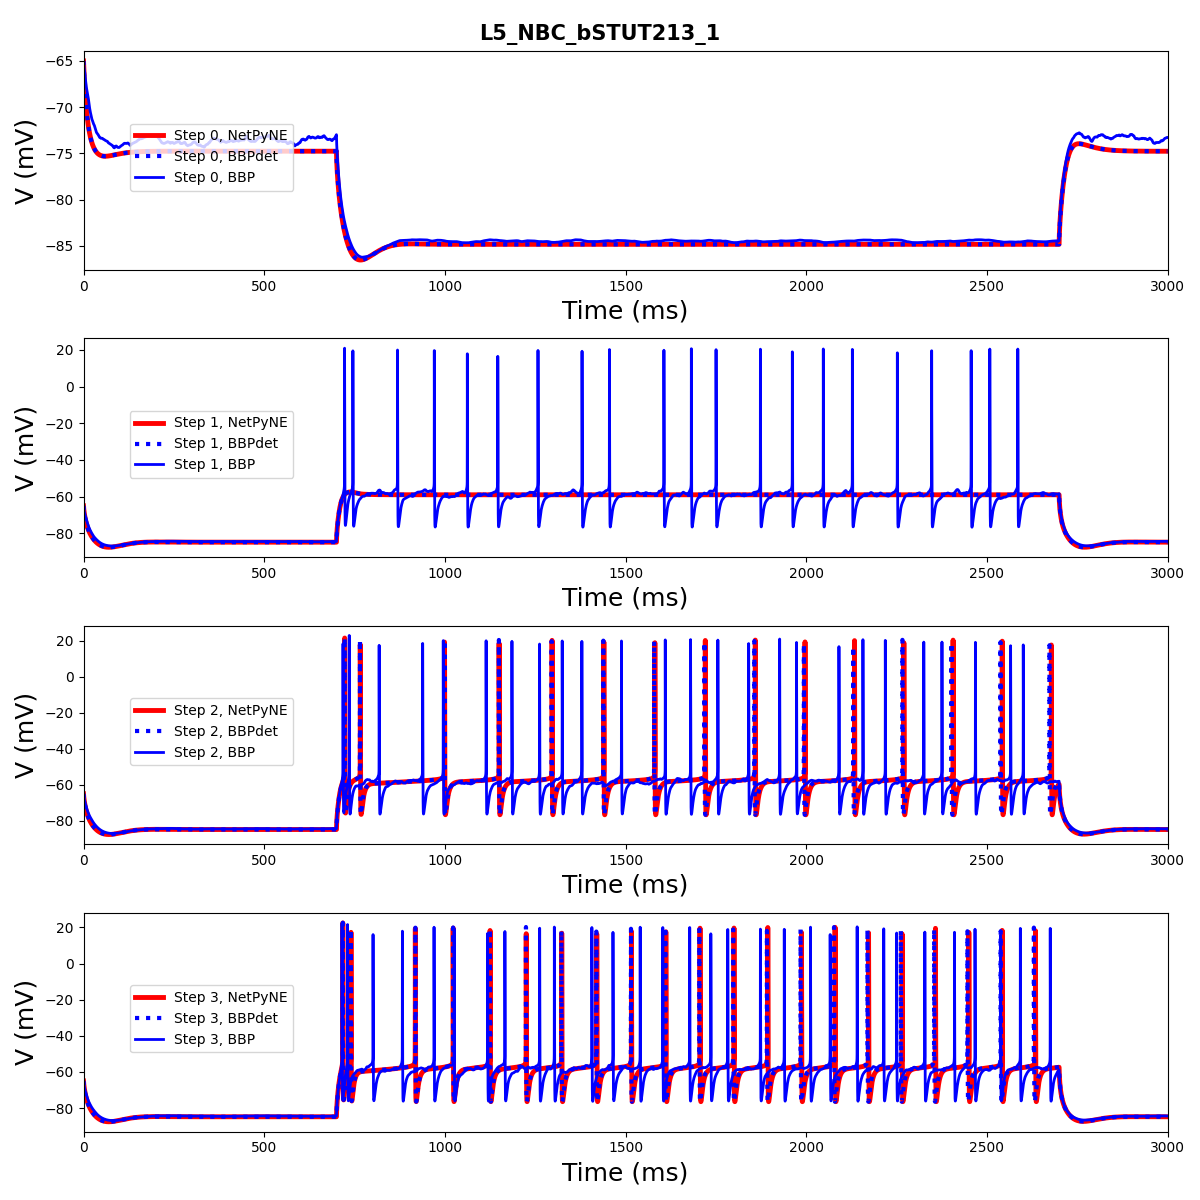 L5_NBC_bSTUT213_1
−65
−70
−75
−80
−85
V (mV)
Step 0, NetPyNE
Step 0, BBPdet
Step 0, BBP
0 500 1000 1500 2000 2500 3000
Time (ms)
20
0
−20
−40
−60
−80
V (mV)
Step 1, NetPyNE
Step 1, BBPdet
Step 1, BBP
0 500 1000 1500 2000 2500 3000
Time (ms)
20
0
−20
−40
−60
−80
V (mV)
Step 2, NetPyNE
Step 2, BBPdet
Step 2, BBP
0 500 1000 1500 2000 2500 3000
Time (ms)
20
0
−20
−40
−60
−80
V (mV)
Step 3, NetPyNE
Step 3, BBPdet
Step 3, BBP
0 500 1000 1500 2000 2500 3000
Time (ms)